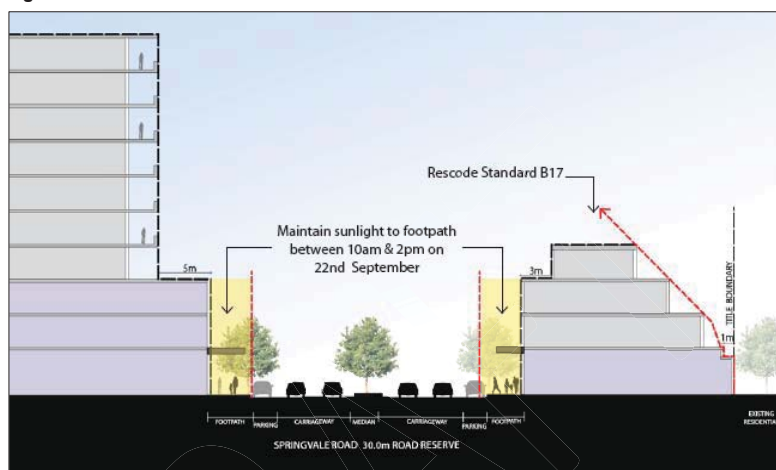 Rescode Standard B17
Maintain sunlight to footpath
between 10am & 2pm on
22nd September
5m
3m
1m
TITLE BOUNDARY
FOOTPATH
PARKING
CARRIAGEWAY
MEDIAN
CARRIAGEWAY
PARKING
FOOTPATH
EXISTING
RESIDENTIA
SPRINGVALE ROAD 30.0m ROAD RESERVE